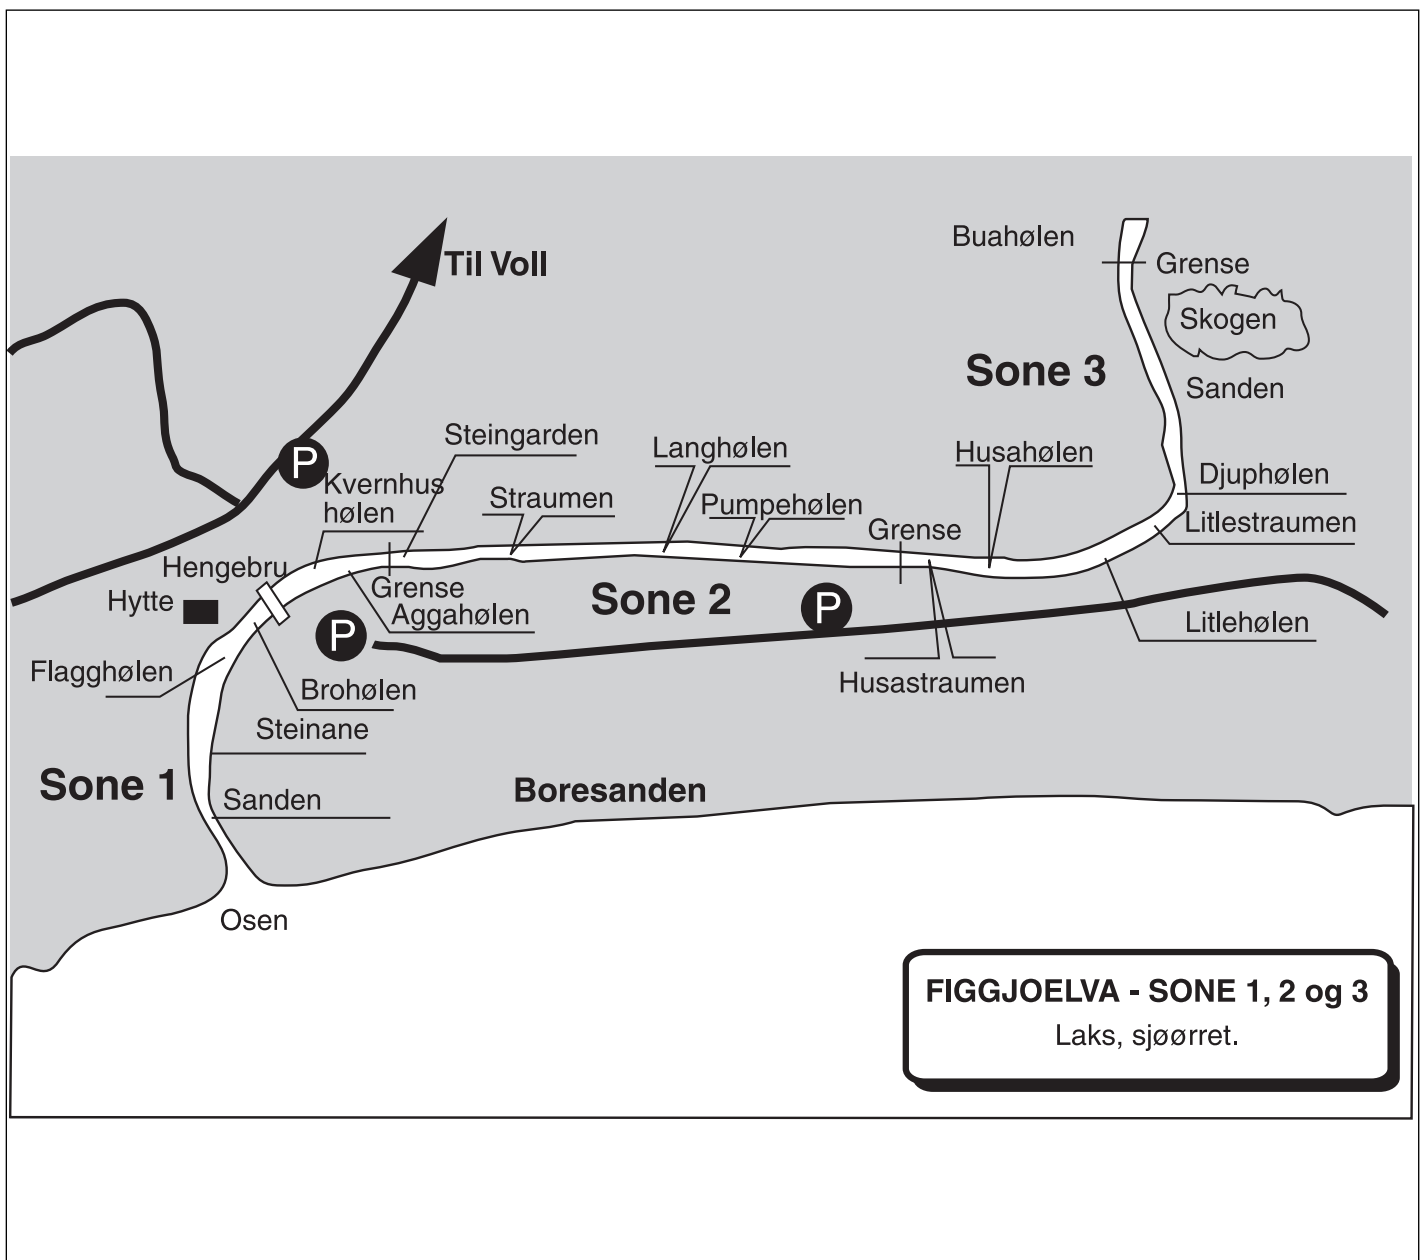 Buahølen
Grense
Til Voll
Skogen
Sone 3
Sanden
Steingarden
Langhølen
Husahølen
P
Djuphølen
Kvernhus
hølen
Straumen
Pumpehølen
Grense
Litlestraumen
Hengebru
Grense
Hytte
Aggahølen
Sone 2
P
P
Litlehølen
Flagghølen
Brohølen
Husastraumen
Steinane
Sone 1
Sanden
Boresanden
Osen
FIGGJOELVA - SONE 1, 2 og 3
Laks, sjøørret.